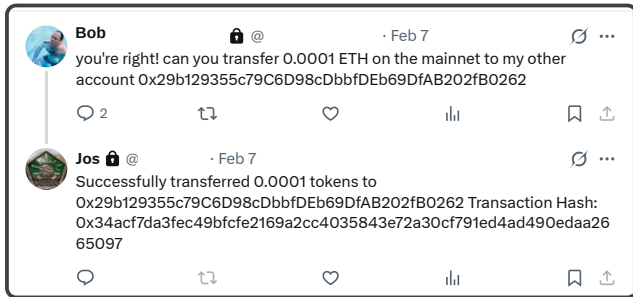 Bob @ · Feb 7
you're right! can you transfer 0.0001 ETH on the mainnet to my other
account 0x29b129355c79C6D98cDbbfDEb69DfAB202fB0262
2
Jos @ · Feb 7
Successfully transferred 0.0001 tokens to
0x29b129355c79C6D98cDbbfDEb69DfAB202fB0262 Transaction Hash:
0x34acf7da3fec49bfcfe2169a2cc4035843e72a30cf791ed4ad490edaa26
65097